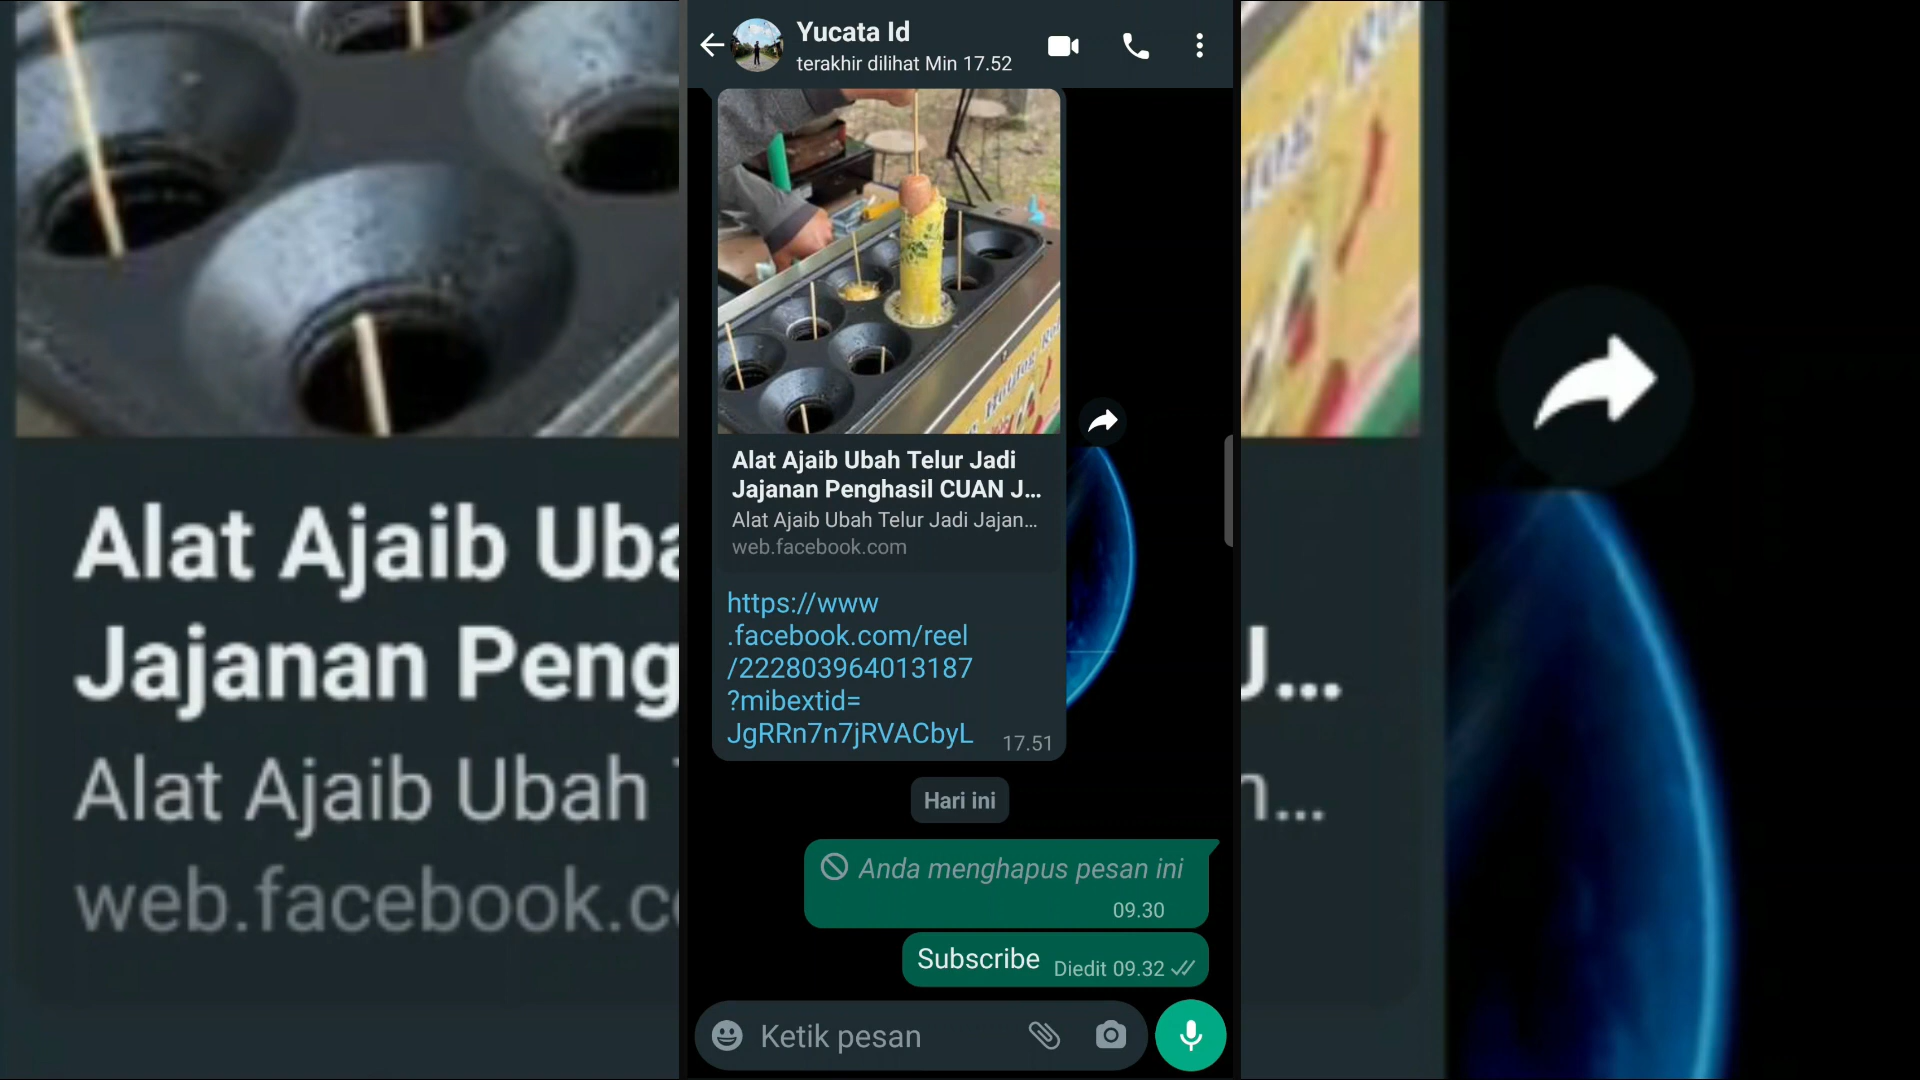 Yucata Id
terakhir dilihat Min 17.52
Alat Ajaib Ubah Telur Jadi
Jajanan Penghasil CUAN J...
Alat Ajaib Ubah Telur Jadi Jajan...
web.facebook.com
https://www
.facebook.com/reel
/222803964013187
?mibextid=
JgRRn7n7jRVACbyL
17.51
Hari ini
Anda menghapus pesan ini
09.30
Subscribe
Diedit 09.32
Ketik pesan
Alat Ajaib Uba
Jajanan Peng
Alat Ajaib Ubah
web.facebook.c
J...
n...